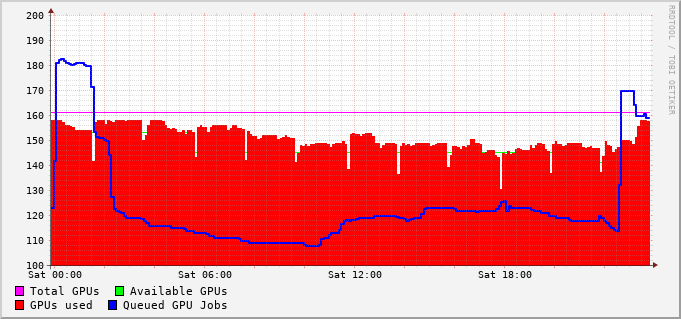 200
190
180
170
160
150
140
130
120
110
100
Sat 00:00 Sat 06:00 Sat 12:00 Sat 18:00
Total GPUs Available GPUs
GPUs used Queued GPU Jobs
RRDTOOL / TOBI OETIKER